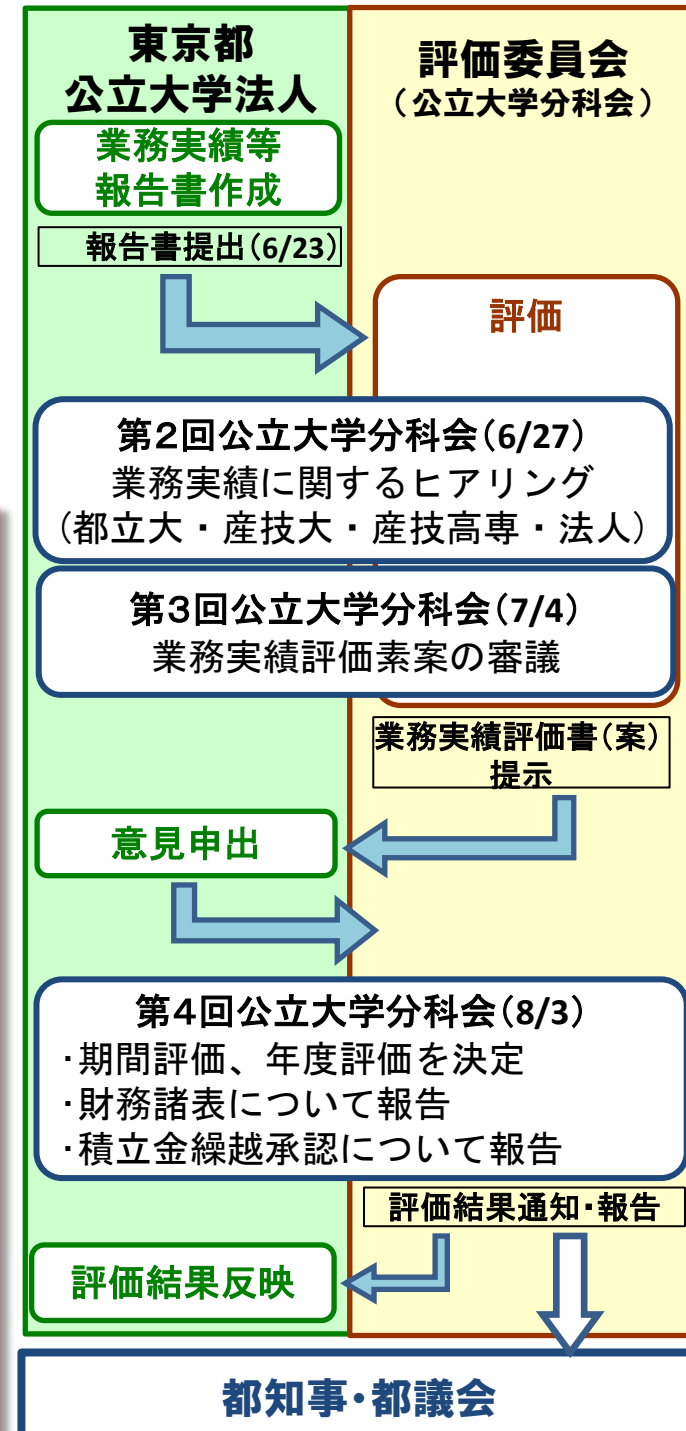 東京都
公立大学法人
評価委員会
（公立大学分科会）
業務実績等
報告書作成
報告書提出（6/23）
評価
第２回公立大学分科会（6/27）
業務実績に関するヒアリング
（都立大・産技大・産技高専・法人）
第３回公立大学分科会（7/4）
業務実績評価素案の審議
業務実績評価書（案）
提示
意見申出
第４回公立大学分科会（8/3）
・期間評価、年度評価を決定
・財務諸表について報告
・積立金繰越承認について報告
評価結果通知・報告
評価結果反映
都知事・都議会